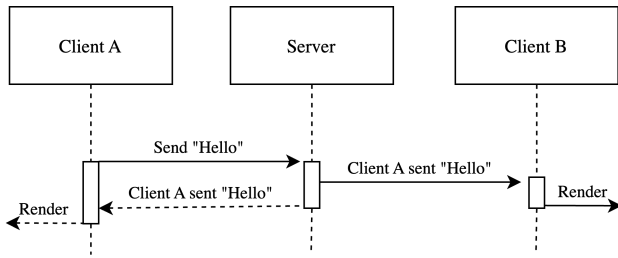 Client A
Server
Client B
Send "Hello"
Client A sent "Hello"
Client A sent "Hello"
Render
Render